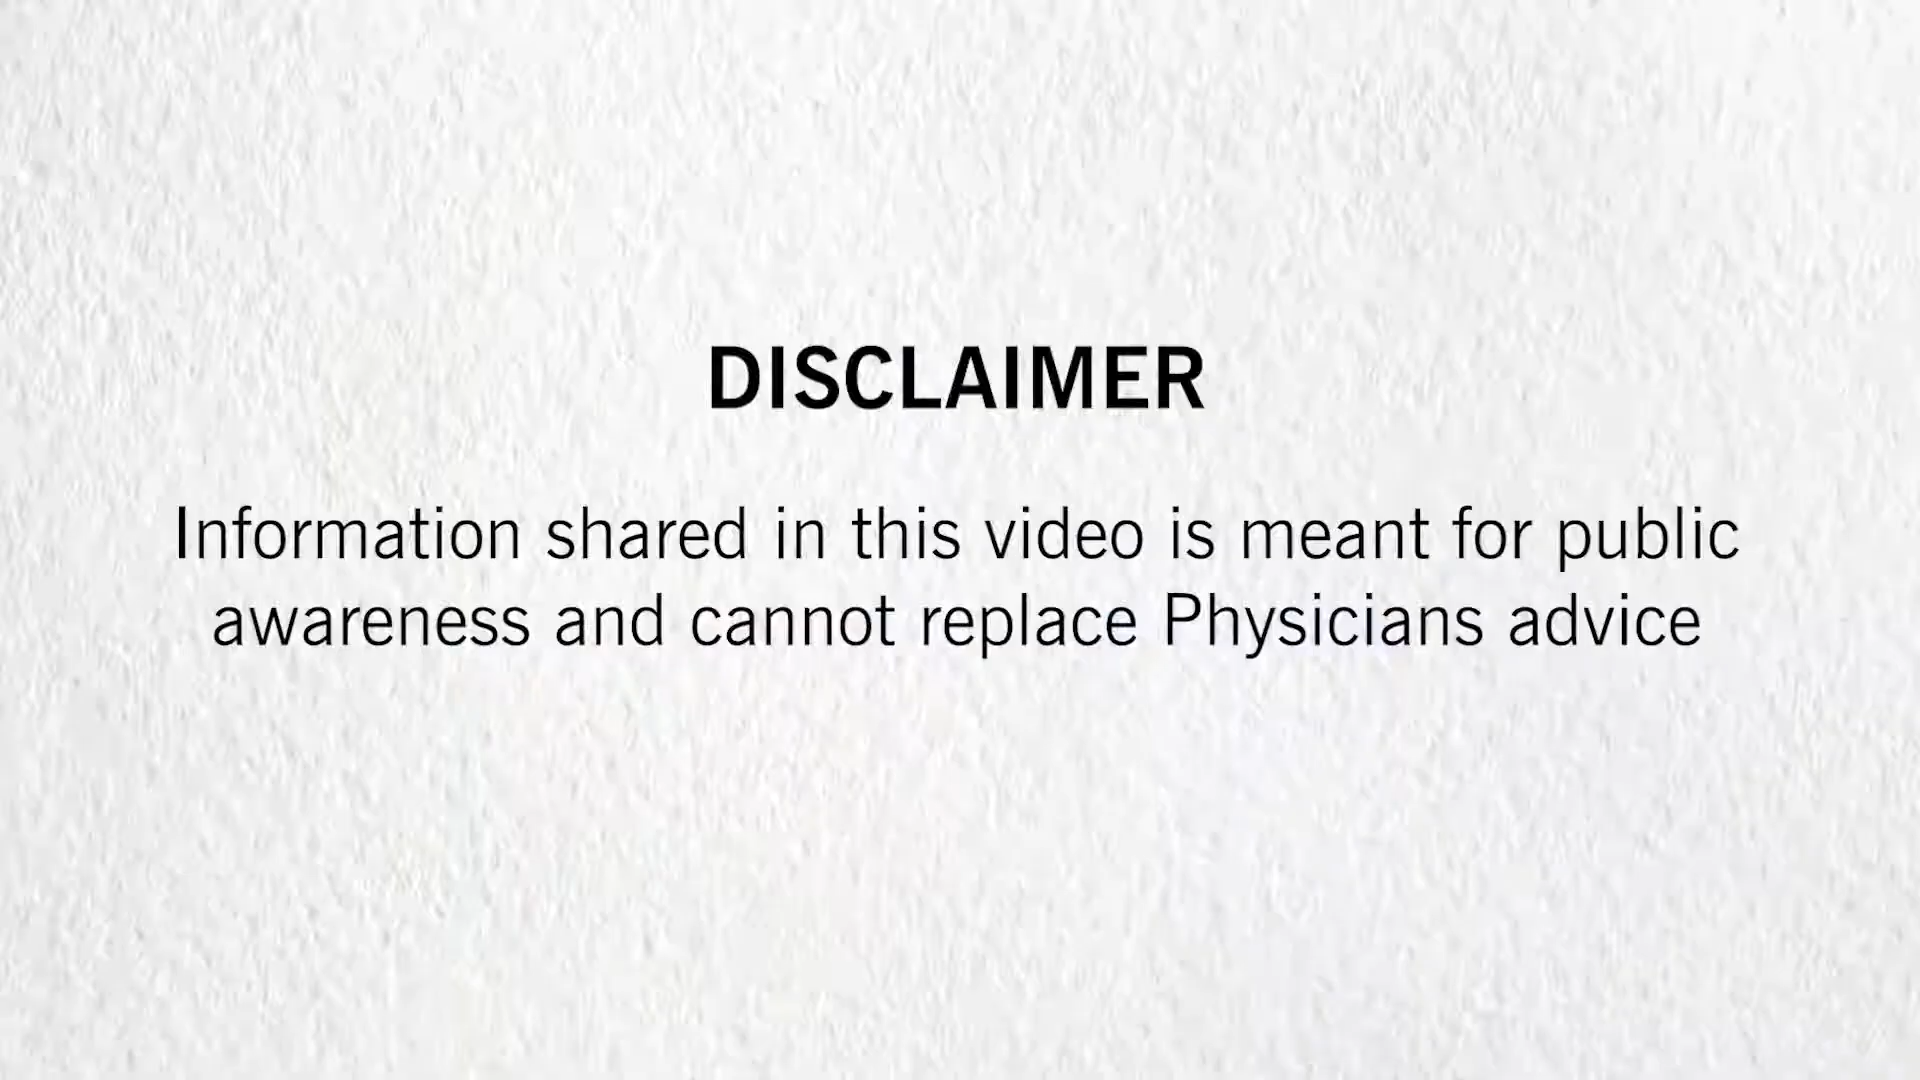 DISCLAIMER
Information shared in this video is meant for public
awareness and cannot replace Physicians advice